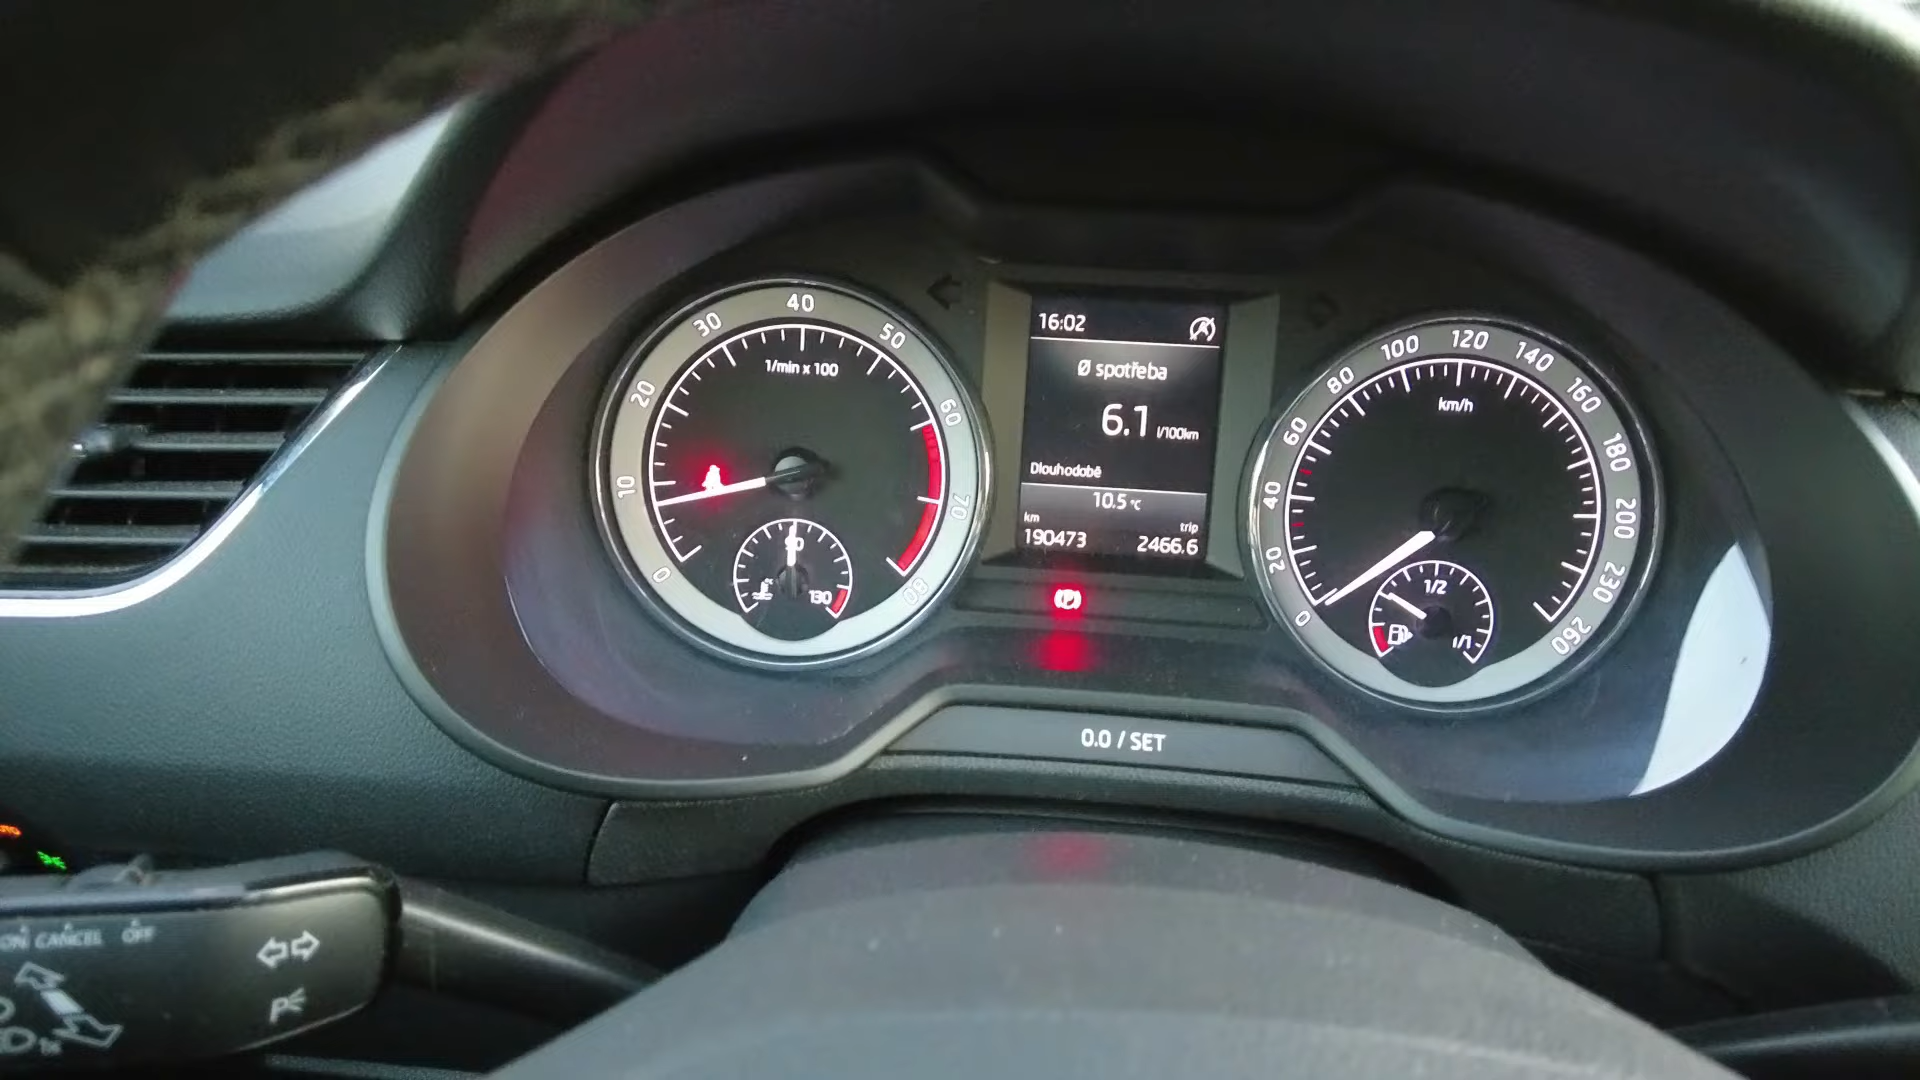 40
30
50
20
1/min x 100
60
10
70
0
90
130
80
16:02
Ø spotřeba
6.1 l/100km
Dlouhodobě
10.5 °C
km
trip
190473
2466.6
(P)
100
120
140
80
160
km/h
60
180
40
200
20
1/2
230
0
1/1
260
0.0 / SET
ON CANCEL OFF
P